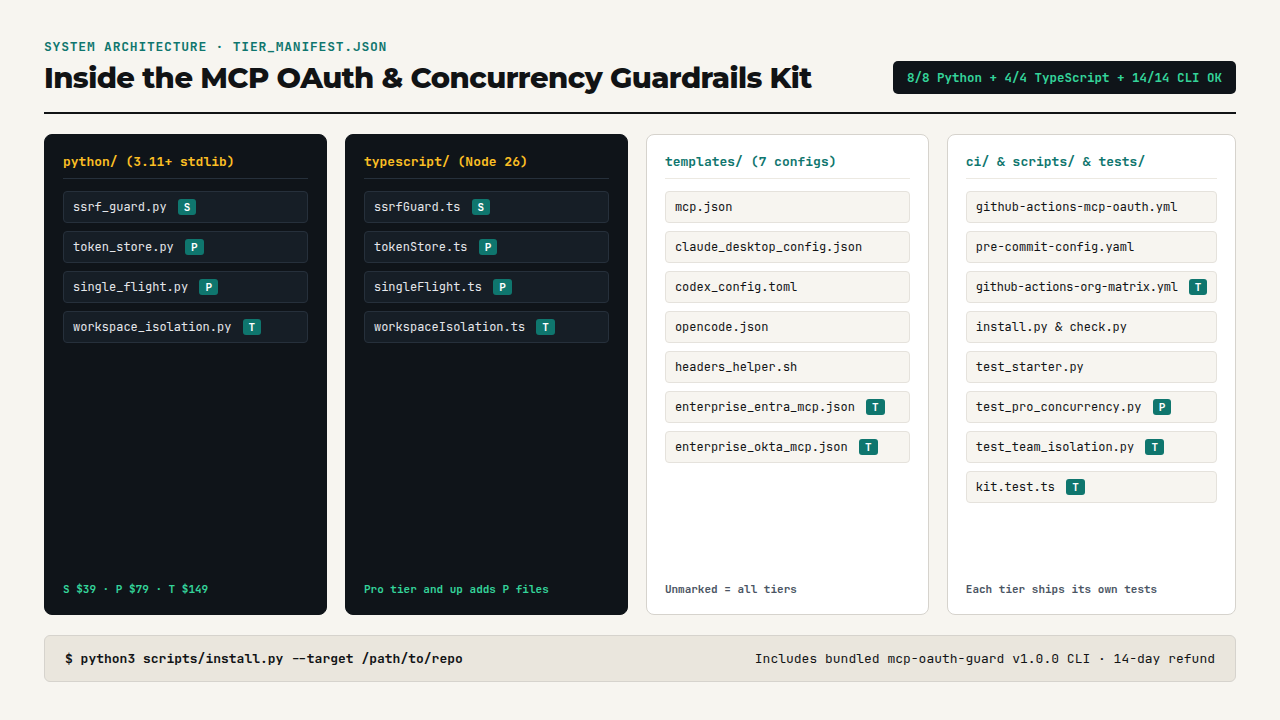 SYSTEM ARCHITECTURE · TIER_MANIFEST.JSON
Inside the MCP OAuth & Concurrency Guardrails Kit
8/8 Python + 4/4 TypeScript + 14/14 CLI OK
python/ (3.11+ stdlib)
ssrf_guard.py S
token_store.py P
single_flight.py P
workspace_isolation.py T
S $39 · P $79 · T $149
typescript/ (Node 26)
ssrfGuard.ts S
tokenStore.ts P
singleFlight.ts P
workspaceIsolation.ts T
Pro tier and up adds P files
templates/ (7 configs)
mcp.json
claude_desktop_config.json
codex_config.toml
opencode.json
headers_helper.sh
enterprise_entra_mcp.json T
enterprise_okta_mcp.json T
Unmarked = all tiers
ci/ & scripts/ & tests/
github-actions-mcp-oauth.yml
pre-commit-config.yaml
github-actions-org-matrix.yml T
install.py & check.py
test_starter.py
test_pro_concurrency.py P
test_team_isolation.py T
kit.test.ts T
Each tier ships its own tests
$ python3 scripts/install.py --target /path/to/repo
Includes bundled mcp-oauth-guard v1.0.0 CLI · 14-day refund